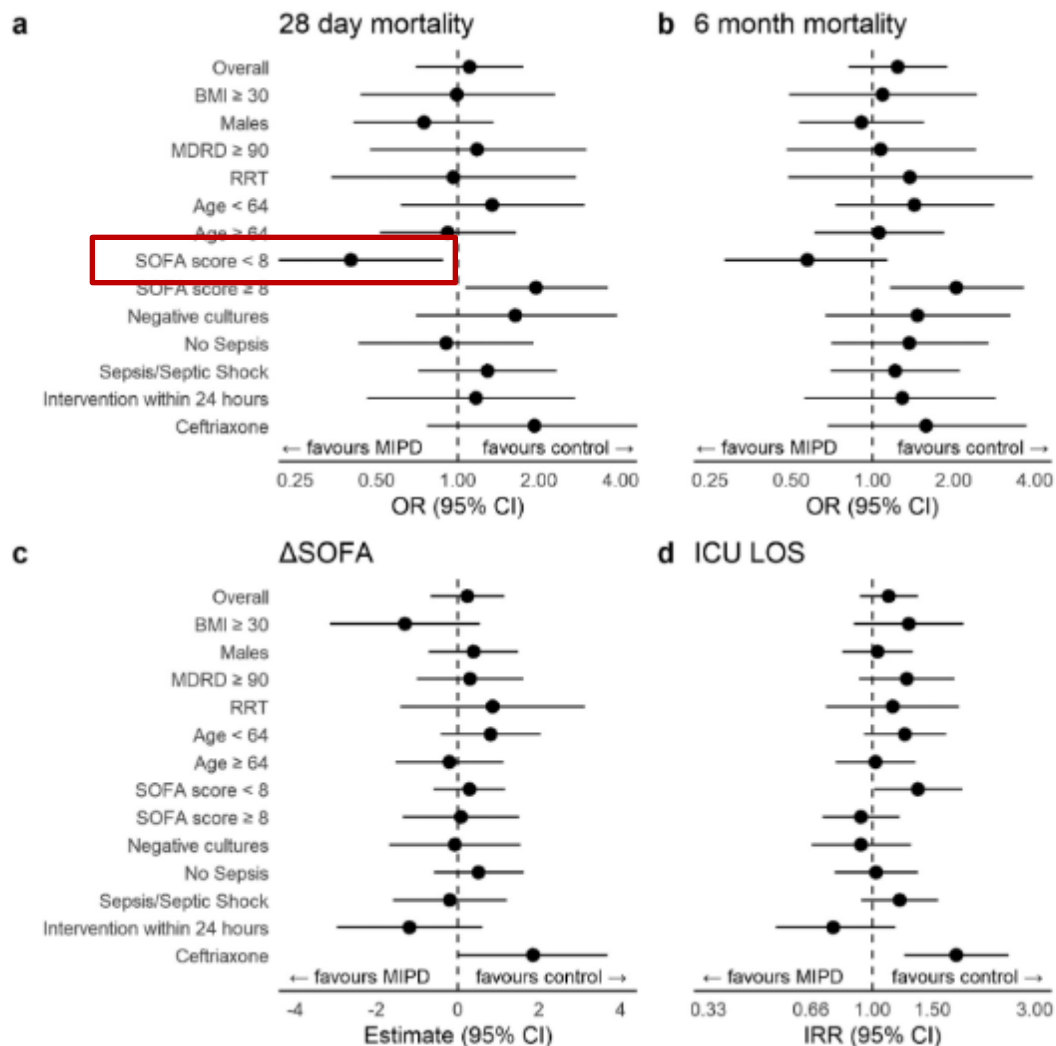 a 28 day mortality
Overall
BMI ≥ 30
Males
MDRD ≥ 90
RRT
Age < 64
Age ≥ 64
SOFA score < 8
SOFA score ≥ 8
Negative cultures
No Sepsis
Sepsis/Septic Shock
Intervention within 24 hours
Ceftriaxone
← favours MIPD favours control →
0.25 0.50 1.00 2.00 4.00
OR (95% CI)
b 6 month mortality
← favours MIPD favours control →
0.25 0.50 1.00 2.00 4.00
OR (95% CI)
c ΔSOFA
Overall
BMI ≥ 30
Males
MDRD ≥ 90
RRT
Age < 64
Age ≥ 64
SOFA score < 8
SOFA score ≥ 8
Negative cultures
No Sepsis
Sepsis/Septic Shock
Intervention within 24 hours
Ceftriaxone
← favours MIPD favours control →
-4 -2 0 2 4
Estimate (95% CI)
d ICU LOS
← favours MIPD favours control →
0.33 0.66 1.00 1.50 3.00
IRR (95% CI)